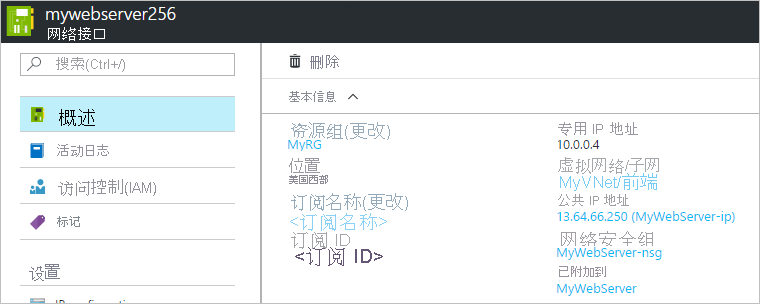 mywebserver256
网络接口
搜索(Ctrl+/)
概述
活动日志
访问控制(IAM)
标记
设置
删除
基本信息
资源组(更改)
MyRG
位置
美国西部
订阅名称(更改)
<订阅名称>
订阅 ID
<订阅 ID>
专用 IP 地址
10.0.0.4
虚拟网络/子网
MyVNet/前端
公共 IP 地址
13.64.66.250 (MyWebServer-ip)
网络安全组
MyWebServer-nsg
已附加到
MyWebServer